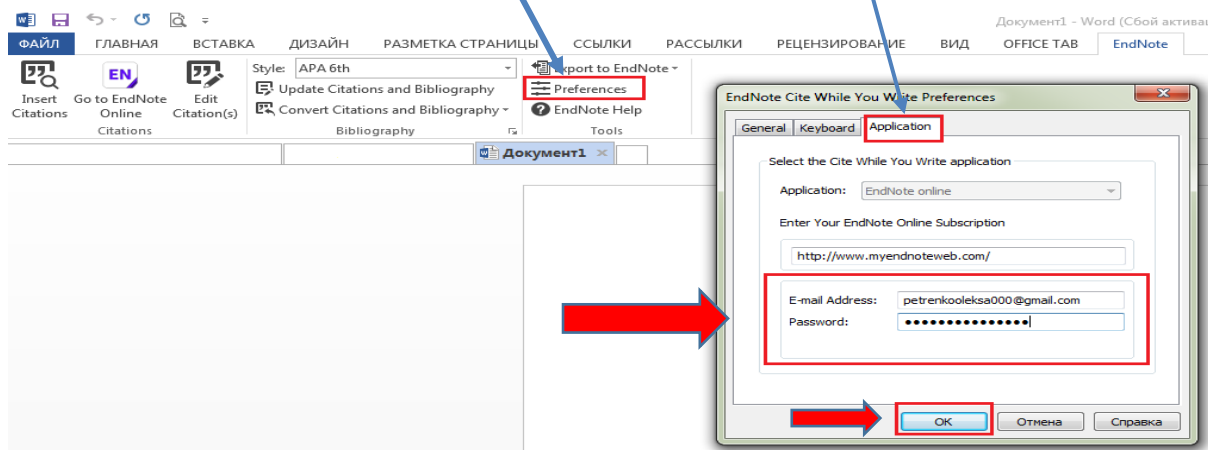 Документ1 - Word (Сбой актива
ФАЙЛ ГЛАВНАЯ ВСТАВКА ДИЗАЙН РАЗМЕТКА СТРАНИЦЫ ССЫЛКИ РАССЫЛКИ РЕЦЕНЗИРОВАНИЕ ВИД OFFICE TAB EndNote
Insert Citations
Go to EndNote Online
Edit Citation(s)
Citations
Style: APA 6th
Update Citations and Bibliography
Convert Citations and Bibliography
Bibliography
Export to EndNote
Preferences
EndNote Help
Tools
Документ1
EndNote Cite While You Write Preferences
General Keyboard Application
Select the Cite While You Write application
Application: EndNote online
Enter Your EndNote Online Subscription
http://www.myendnoteweb.com/
E-mail Address: petrenkooleksa000@gmail.com
Password: ●●●●●●●●●●●●●●●
OK Отмена Справка